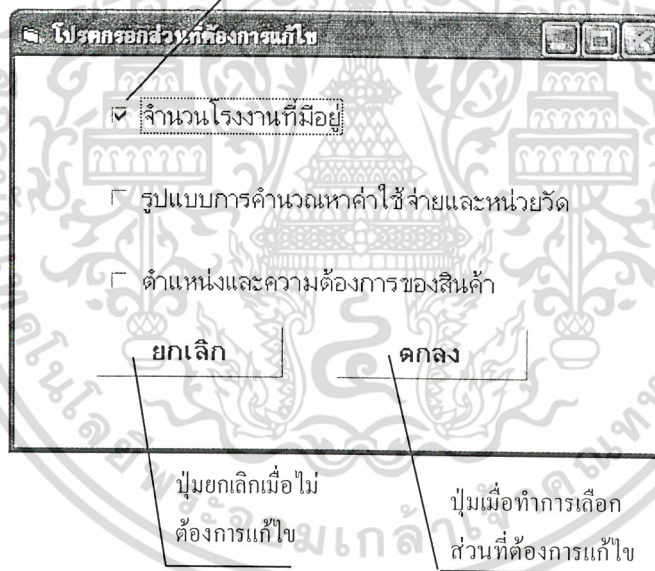 โปรดกรอกส่วนที่ต้องการแก้ไข
จำนวนโรงงานที่มีอยู่
รูปแบบการคำนวณหาค่าใช้จ่ายและหน่วยวัด
ตำแหน่งและความต้องการของสินค้า
ยกเลิก
ตกลง
ปุ่มยกเลิกเมื่อไม่
ต้องการแก้ไข
ปุ่มเมื่อทำการเลือก
ส่วนที่ต้องการแก้ไข